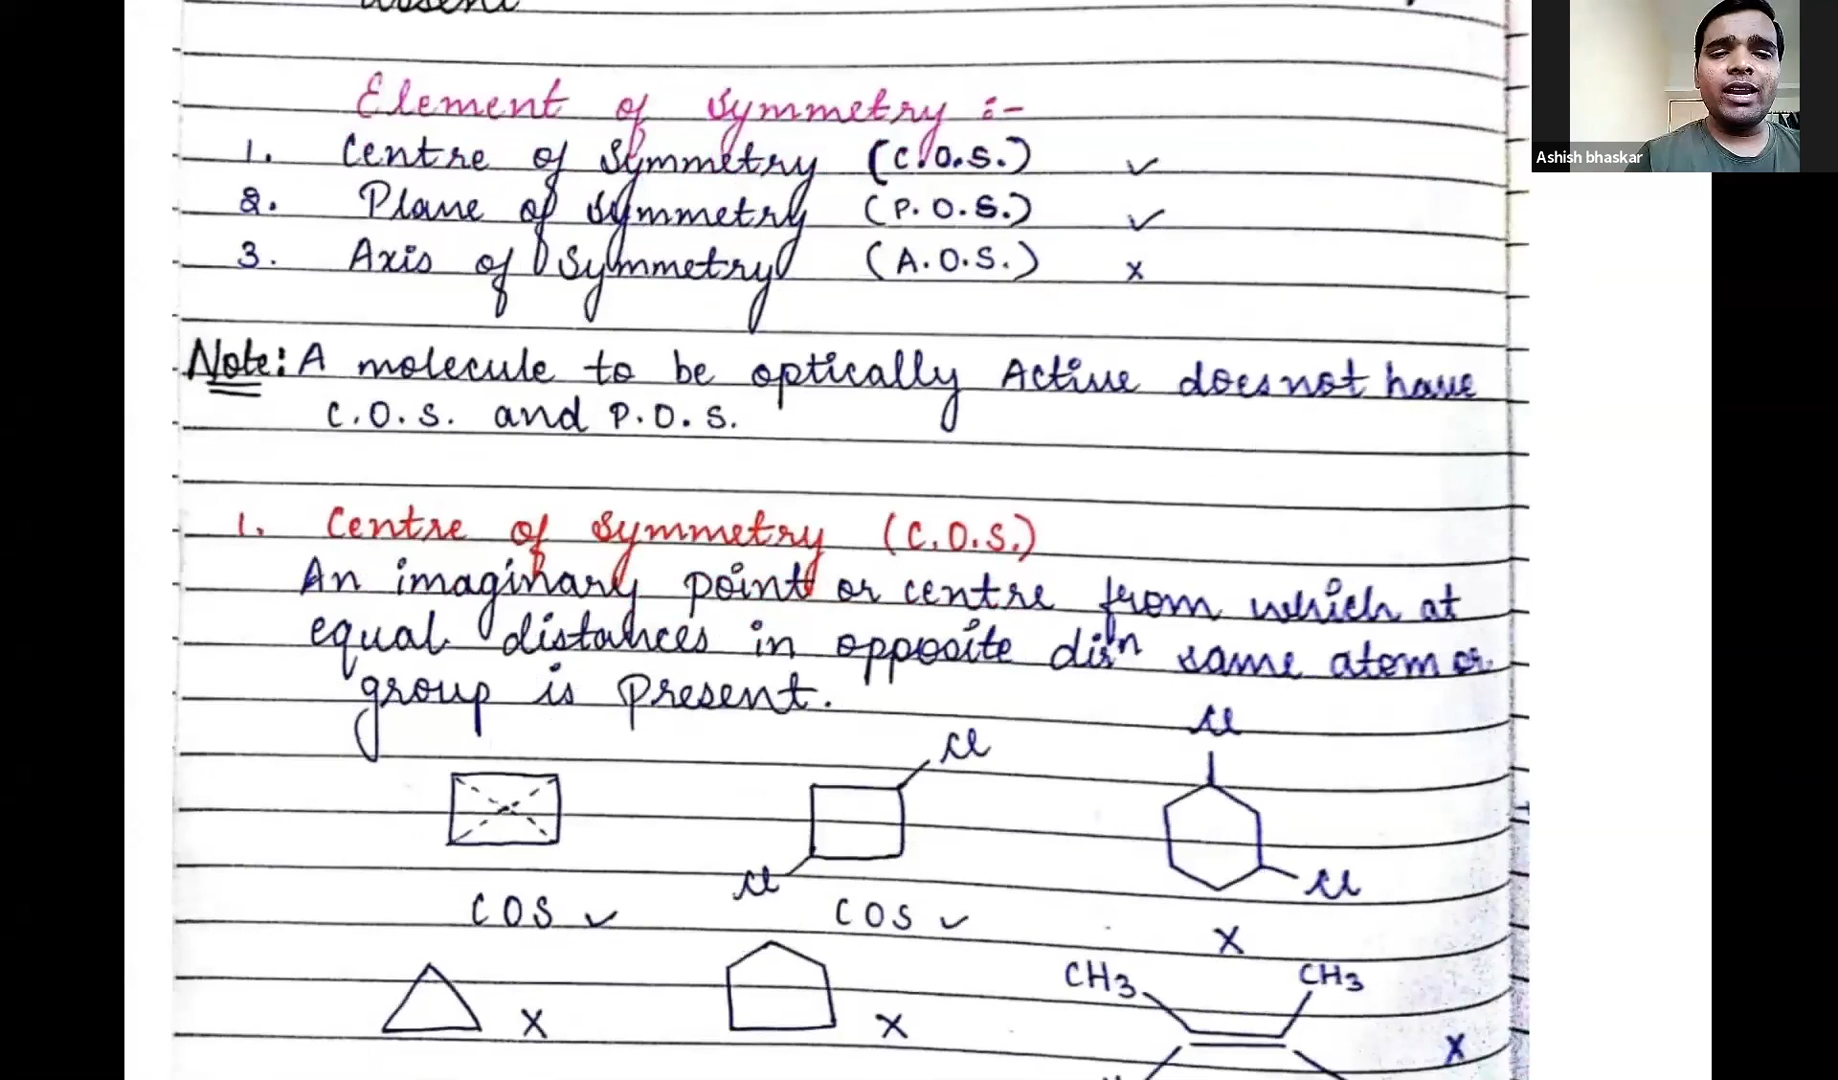 Element of Symmetry :-
1. Centre of Symmetry (C.O.S.) ✓
2. Plane of Symmetry (P.O.S.) ✓
3. Axis of Symmetry (A.O.S.) x
Note: A molecule to be optically Active does not have
C.O.S. and P.O.S.
1. Centre of Symmetry (C.O.S.)
An imaginary point or centre from which at
equal distances in opposite dirn same atom or
group is present.
Cl
Cl
Cl
Cl
COS ✓
COS ✓
X
CH3
CH3
X
X
X
Ashish bhaskar